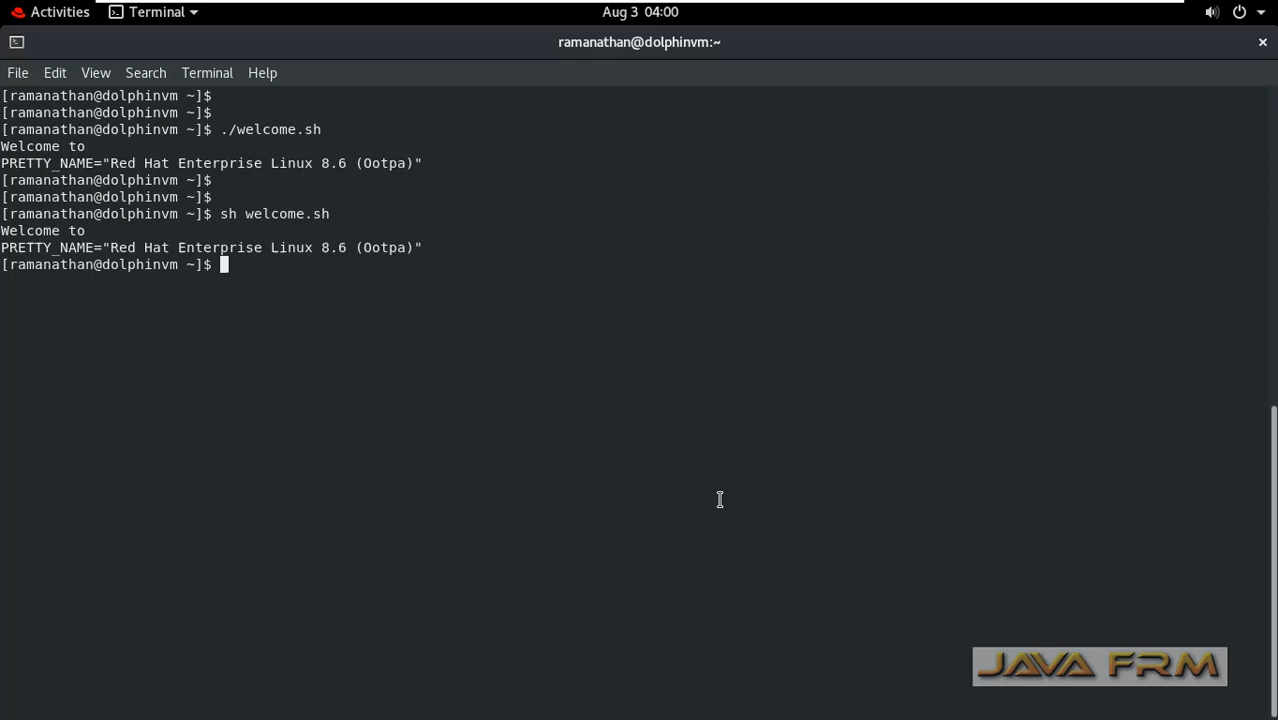 Activities
Terminal
Aug 3 04:00
ramanathan@dolphinvm:~
File Edit View Search Terminal Help
[ramanathan@dolphinvm ~]$
[ramanathan@dolphinvm ~]$
[ramanathan@dolphinvm ~]$ ./welcome.sh
Welcome to
PRETTY_NAME="Red Hat Enterprise Linux 8.6 (Ootpa)"
[ramanathan@dolphinvm ~]$
[ramanathan@dolphinvm ~]$
[ramanathan@dolphinvm ~]$ sh welcome.sh
Welcome to
PRETTY_NAME="Red Hat Enterprise Linux 8.6 (Ootpa)"
[ramanathan@dolphinvm ~]$
JAVA FRM